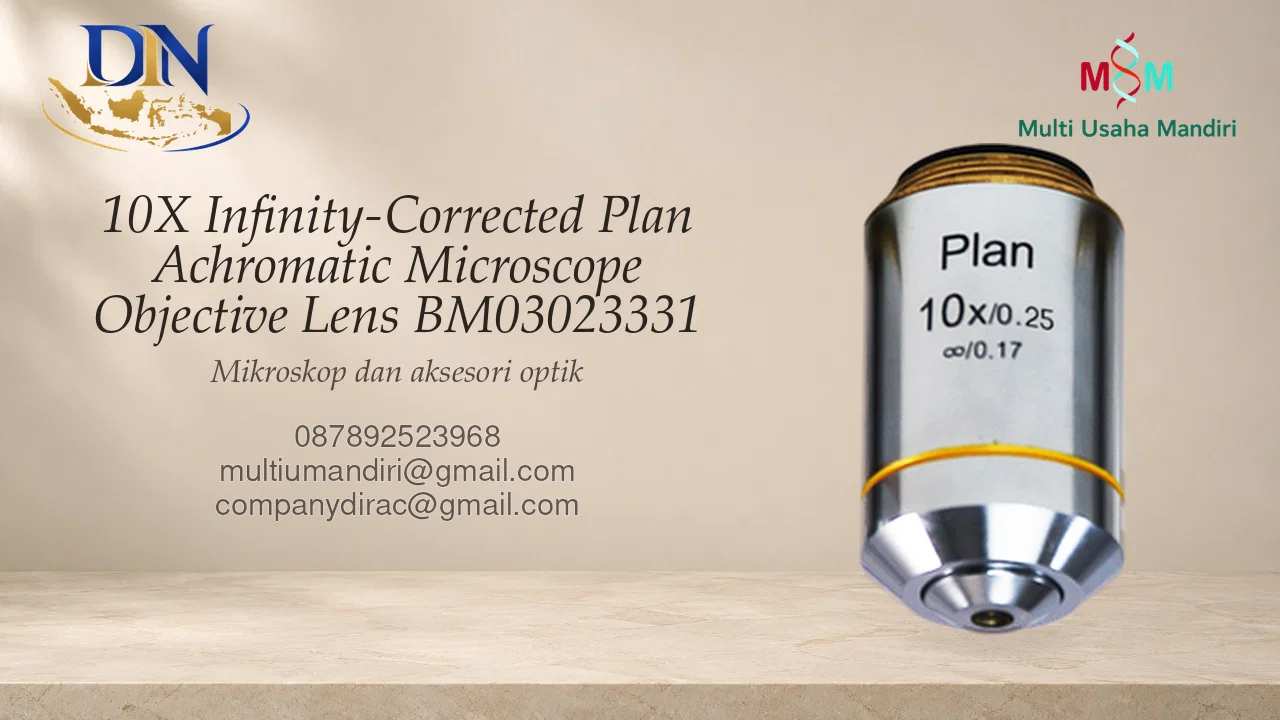 DIN
M M
Multi Usaha Mandiri
10X Infinity-Corrected Plan
Achromatic Microscope
Objective Lens BM03023331
Mikroskop dan aksesori optik
087892523968
multiumandiri@gmail.com
companydirac@gmail.com
Plan
10x/0.25
∞/0.17